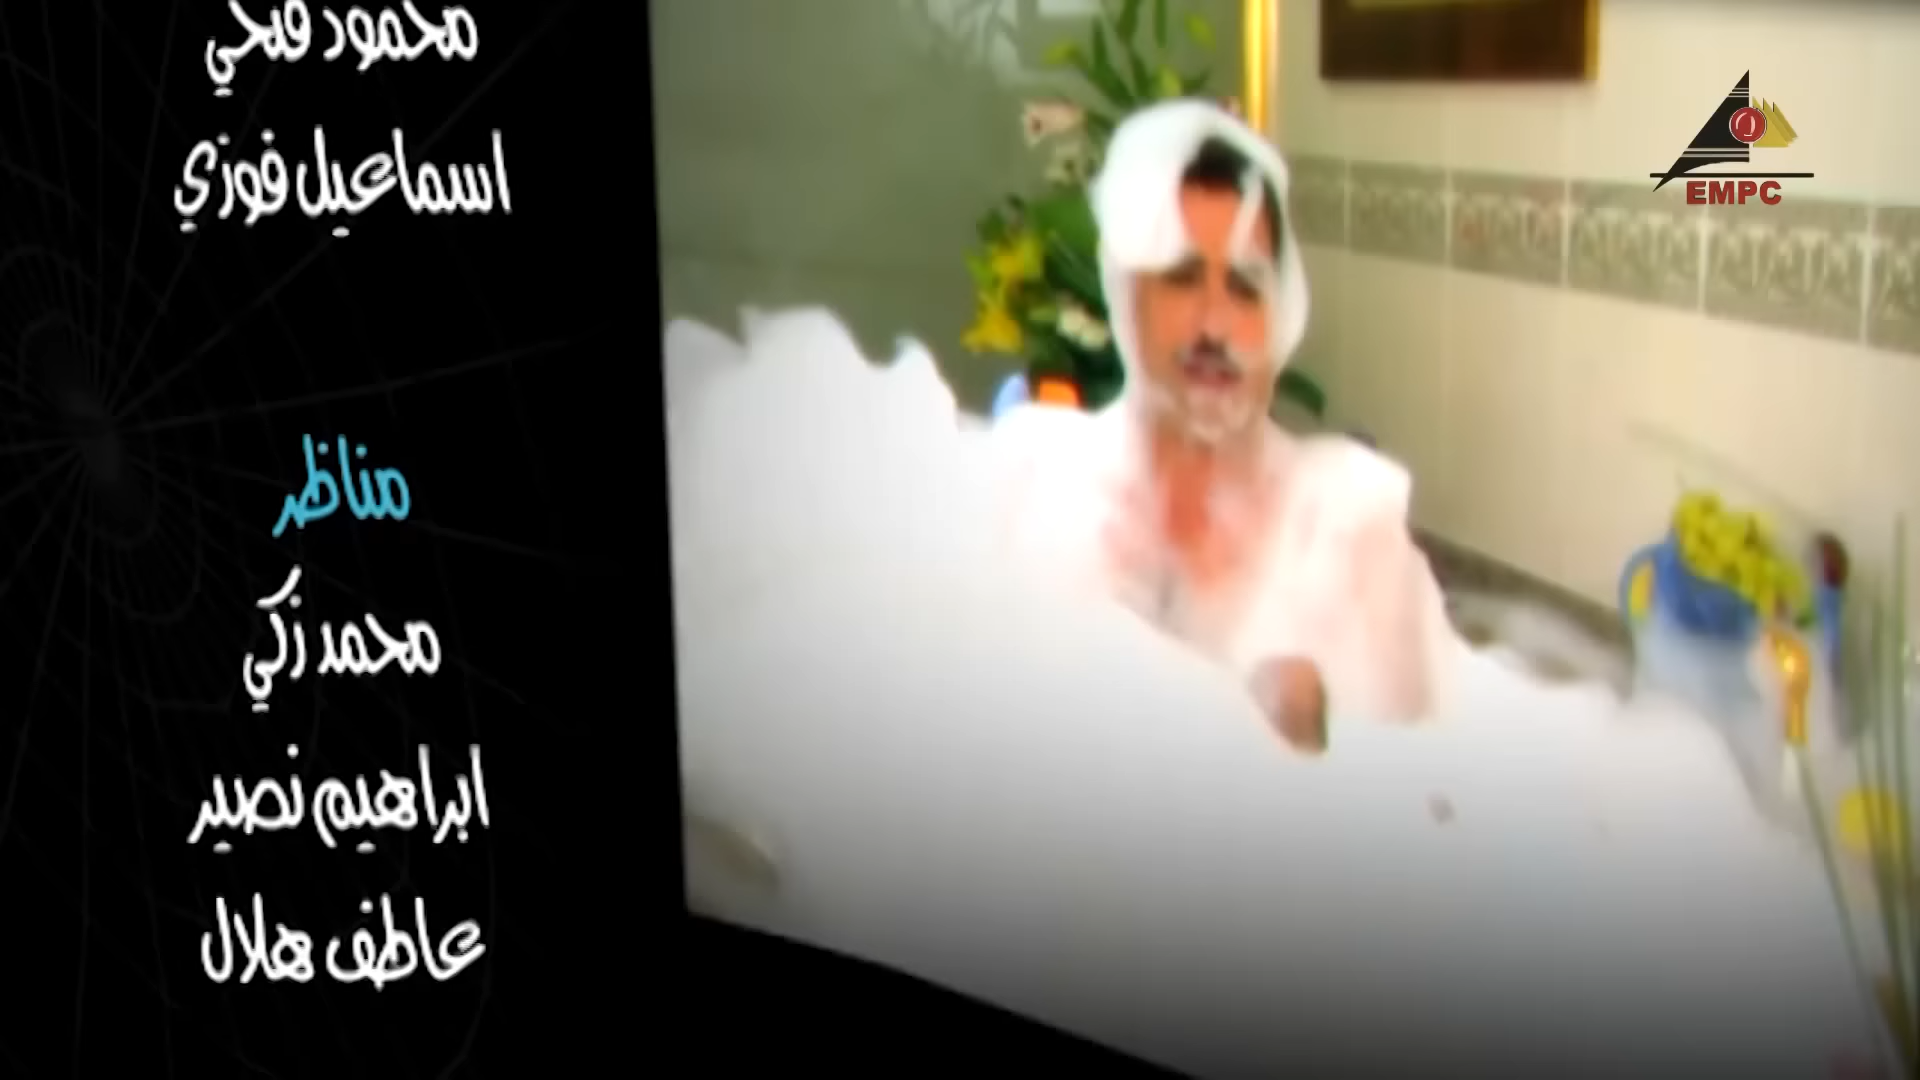 محمود فتحي
اسماعيل فوزي
مناظر
محمد زكي
ابراهيم نصير
عاطف هلال
EMPC